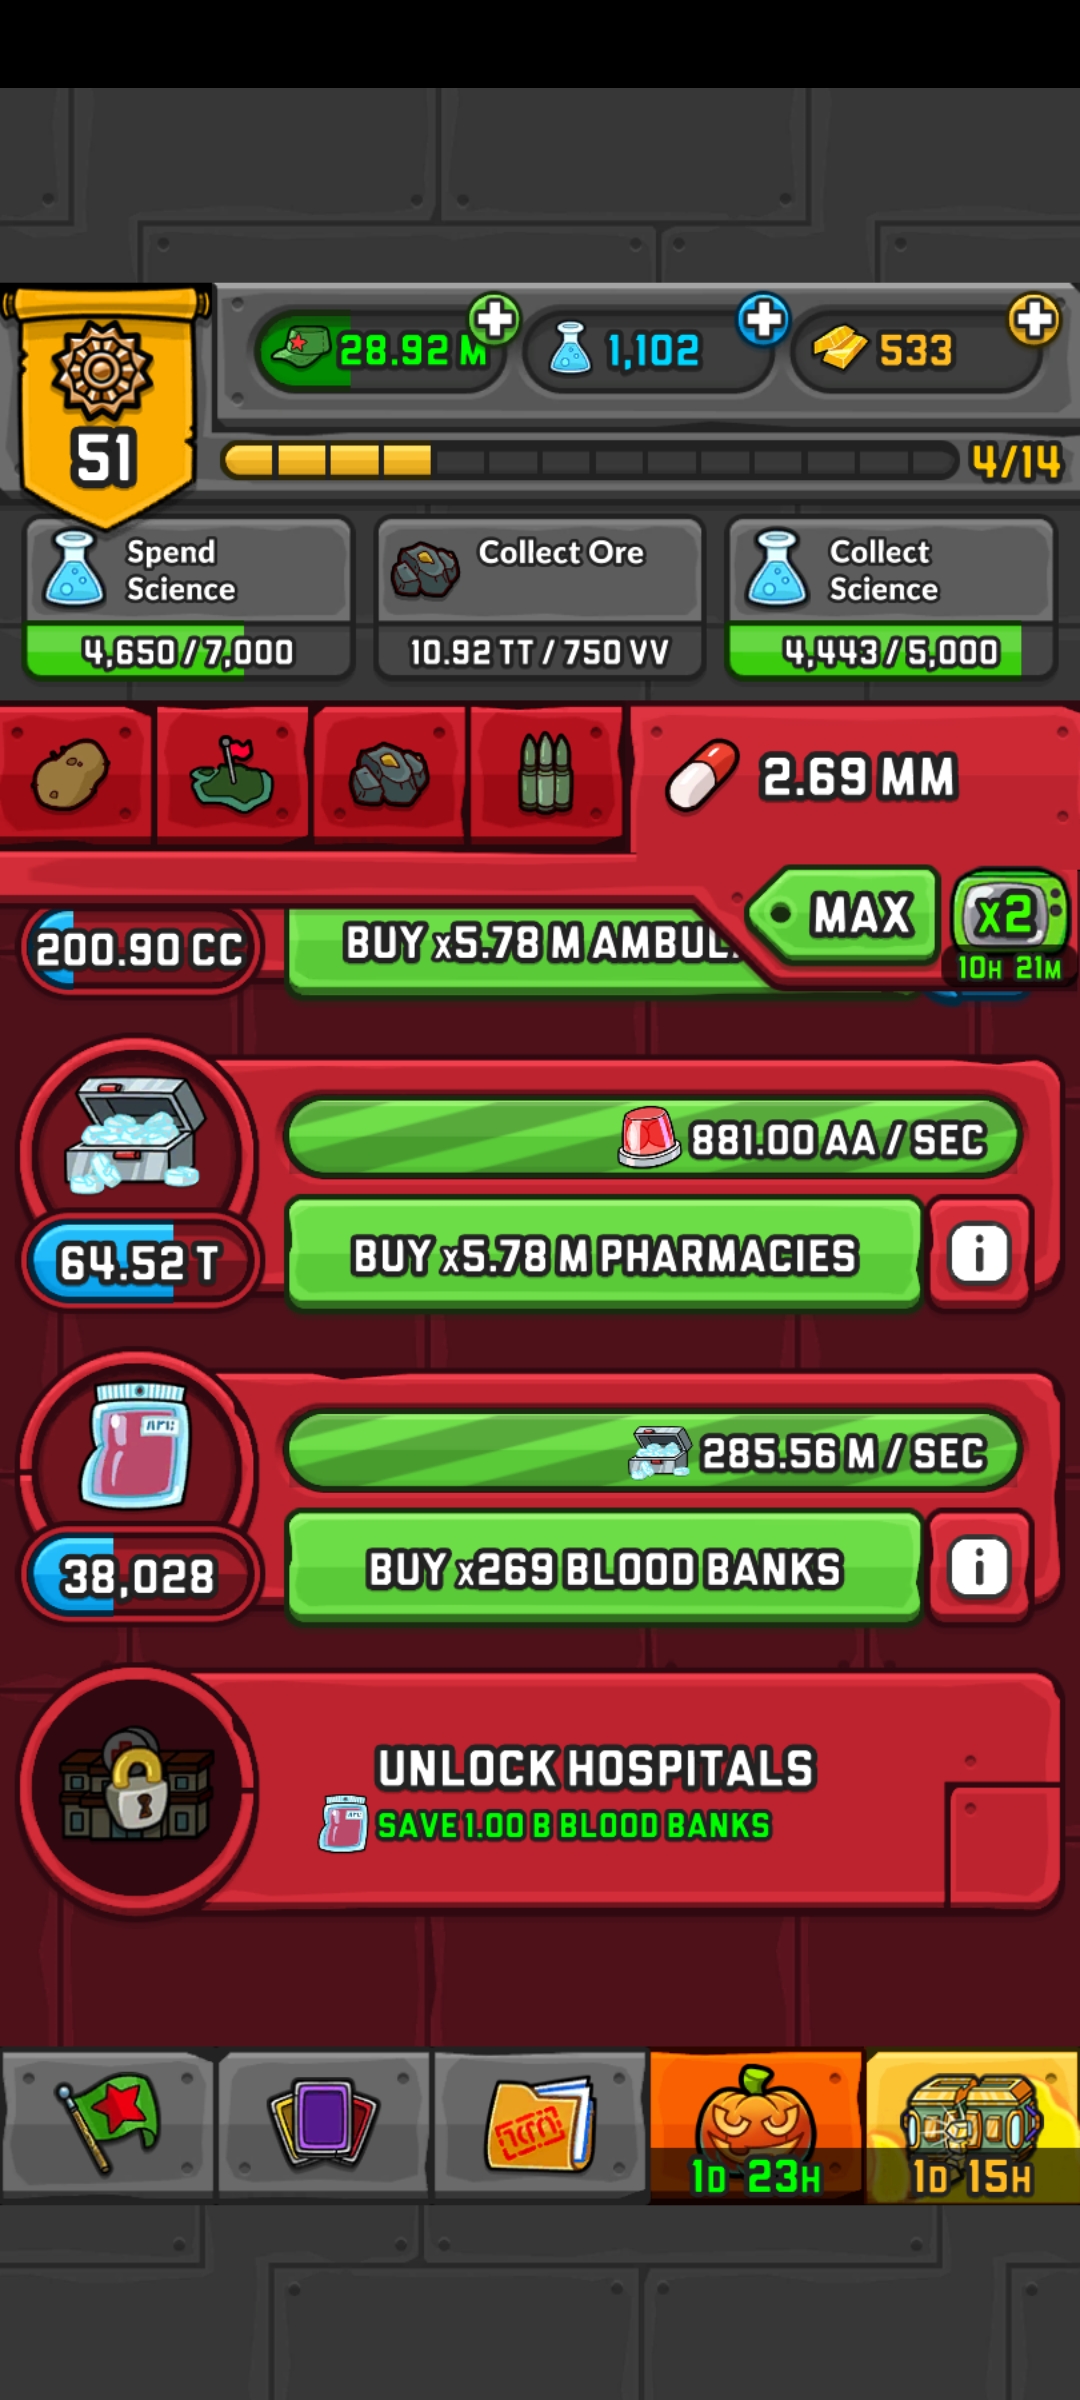 28.92 M
1,102
533
51
4/14
Spend
Science
4,650 / 7,000
Collect Ore
10.92 TT / 750 VV
Collect
Science
4,443 / 5,000
2.69 MM
MAX
x2
10H 21M
200.90 CC
BUY x5.78 M AMBUL
881.00 AA / SEC
64.52 T
BUY x5.78 M PHARMACIES
i
285.56 M / SEC
38,028
BUY x269 BLOOD BANKS
i
UNLOCK HOSPITALS
SAVE 1.00 B BLOOD BANKS
1D 23H
1D 15H